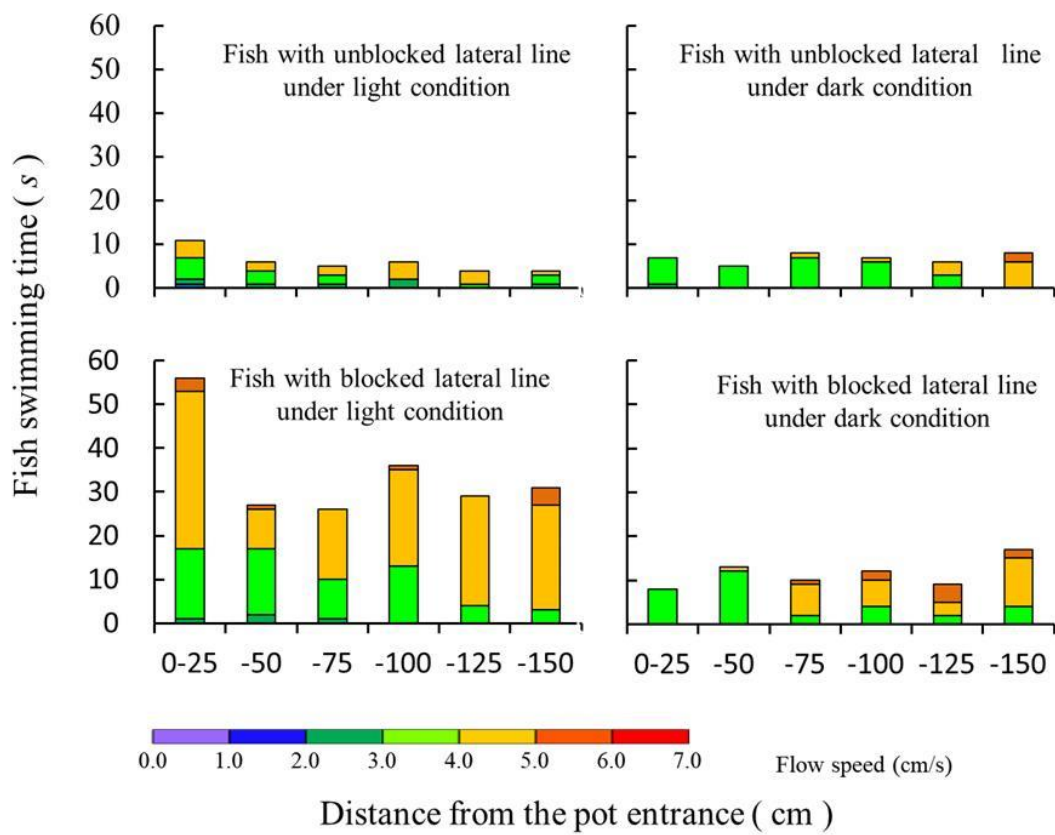 60
50
40
30
20
10
0
Fish with unblocked lateral line
under light condition
Fish with unblocked lateral line
under dark condition
Fish swimming time ( s )
60
50
40
30
20
10
0
Fish with blocked lateral line
under light condition
Fish with blocked lateral line
under dark condition
0-25 -50 -75 -100 -125 -150
0-25 -50 -75 -100 -125 -150
0.0 1.0 2.0 3.0 4.0 5.0 6.0 7.0
Flow speed (cm/s)
Distance from the pot entrance ( cm )